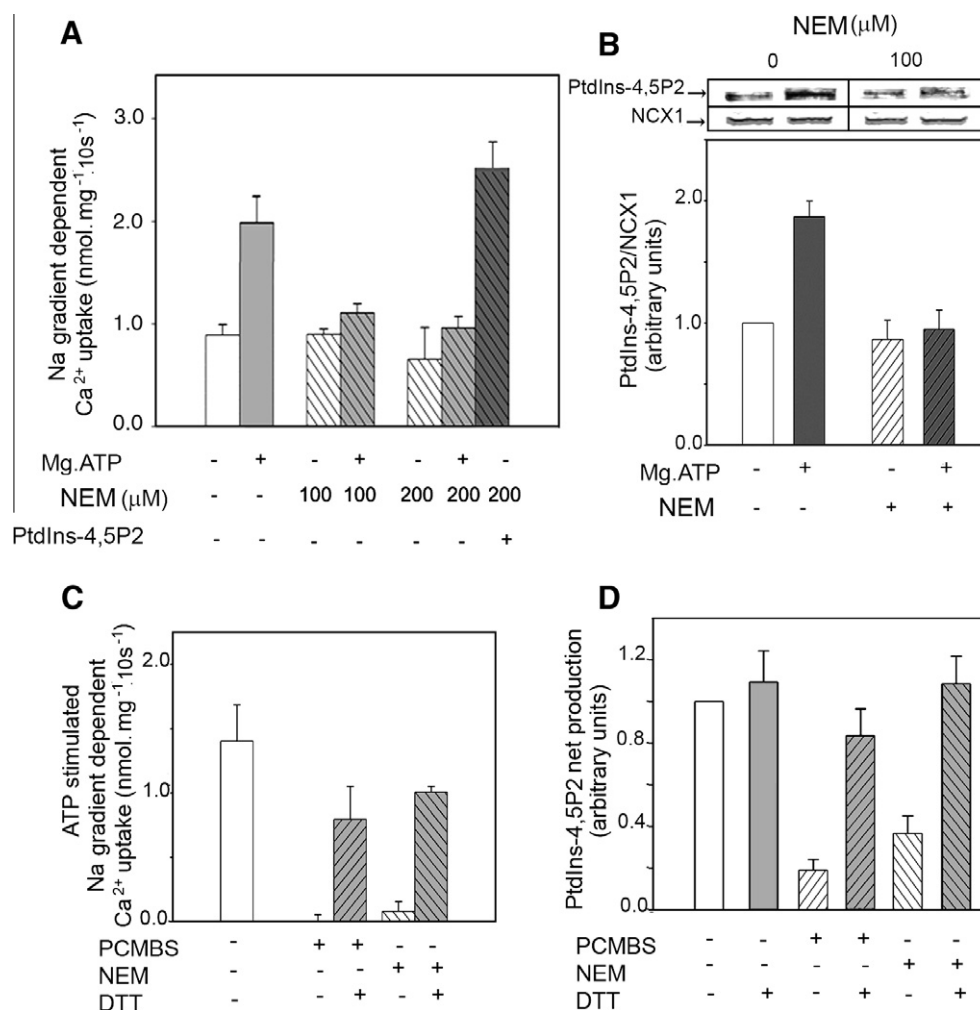 A
Na gradient dependent
Ca²⁺ uptake (nmol. mg⁻¹.10s⁻¹)
3.0
2.0
1.0
0.0
Mg.ATP - + - + - + -
NEM (µM) - - 100 100 200 200 200
PtdIns-4,5P2 - - - - - - +
B
NEM (µM)
0 100
PtdIns-4,5P2
NCX1
PtdIns-4,5P2/NCX1
(arbitrary units)
2.0
1.0
0.0
Mg.ATP - + - +
NEM - - + +
C
ATP stimulated
Na gradient dependent
Ca²⁺ uptake (nmol. mg⁻¹.10s⁻¹)
2.0
1.0
0.0
PCMBS - + + - -
NEM - - - + +
DTT - - + - +
D
PtdIns-4,5P2 net production
(arbitrary units)
1.2
0.8
0.4
0.0
PCMBS - - + + - -
NEM - - - - + +
DTT - + - + - +